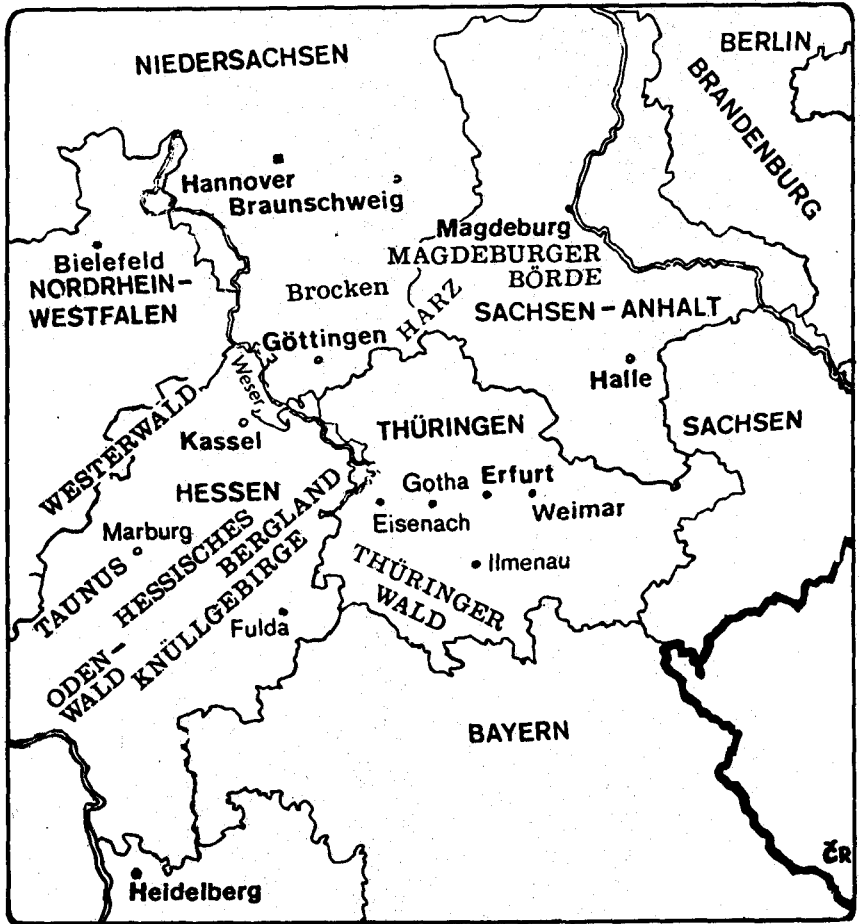 NIEDERSACHSEN
BERLIN
BRANDENBURG
Hannover
Braunschweig
Magdeburg
MAGDEBURGER
BÖRDE
Bielefeld
NORDRHEIN-
WESTFALEN
Brocken
HARZ
SACHSEN-ANHALT
Göttingen
Weser
Halle
WESTERWALD
Kassel
THÜRINGEN
SACHSEN
HESSEN
Gotha
Erfurt
Eisenach
Weimar
Marburg
TAUNUS
HESSISCHES
BERGLAND
KNÜLLGEBIRGE
Ilmenau
THÜRINGER
WALD
Fulda
ODEN-
WALD
BAYERN
ČR
Heidelberg